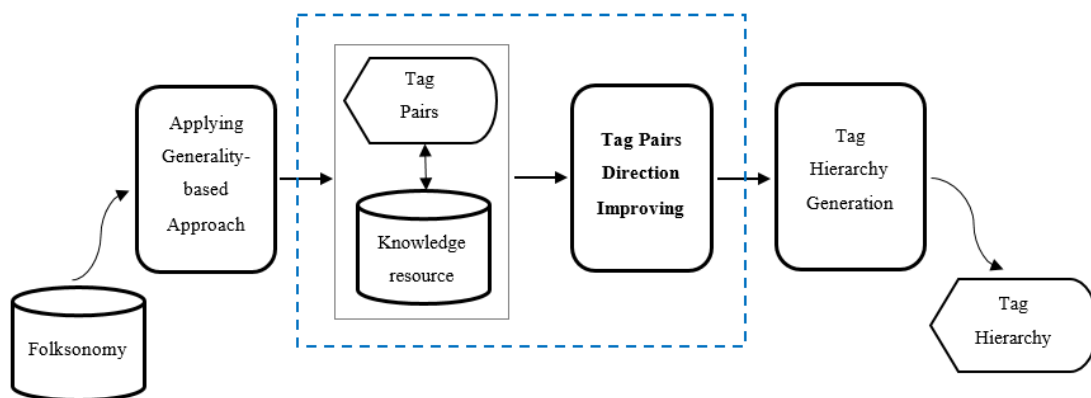 Folksonomy
Applying
Generality-
based
Approach
Tag
Pairs
Knowledge
resource
Tag Pairs
Direction
Improving
Tag
Hierarchy
Generation
Tag
Hierarchy